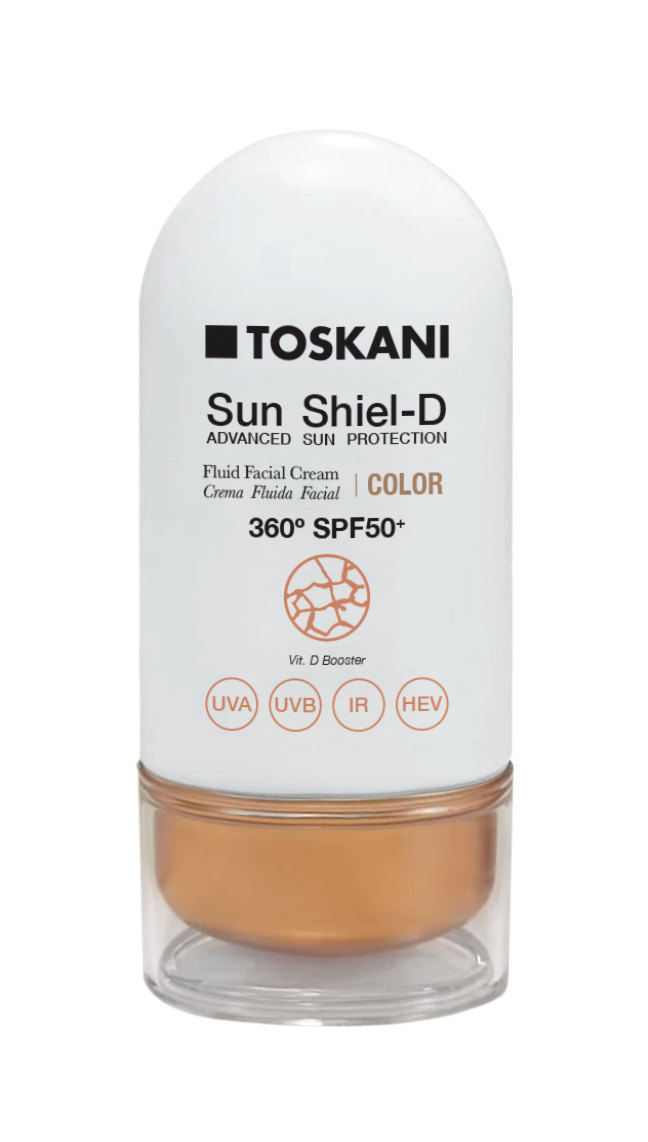 TOSKANI
Sun Shiel-D
ADVANCED SUN PROTECTION
Fluid Facial Cream
Crema Fluida Facial
COLOR
360º SPF50+
Vit. D Booster
UVA UVB IR HEV